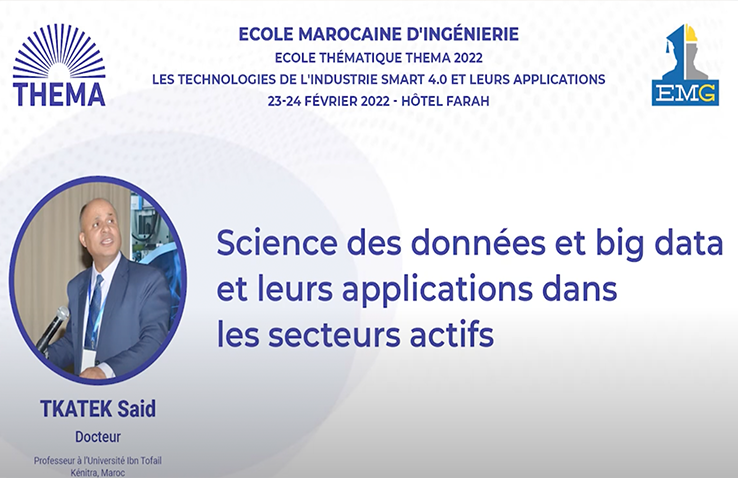 THEMA
ECOLE MAROCAINE D'INGÉNIERIE
ECOLE THÉMATIQUE THEMA 2022
LES TECHNOLOGIES DE L'INDUSTRIE SMART 4.0 ET LEURS APPLICATIONS
23-24 FÉVRIER 2022 - HÔTEL FARAH
EMG
Science des données et big data
et leurs applications dans
les secteurs actifs
TKATEK Said
Docteur
Professeur à l'Université Ibn Tofail
Kénitra, Maroc